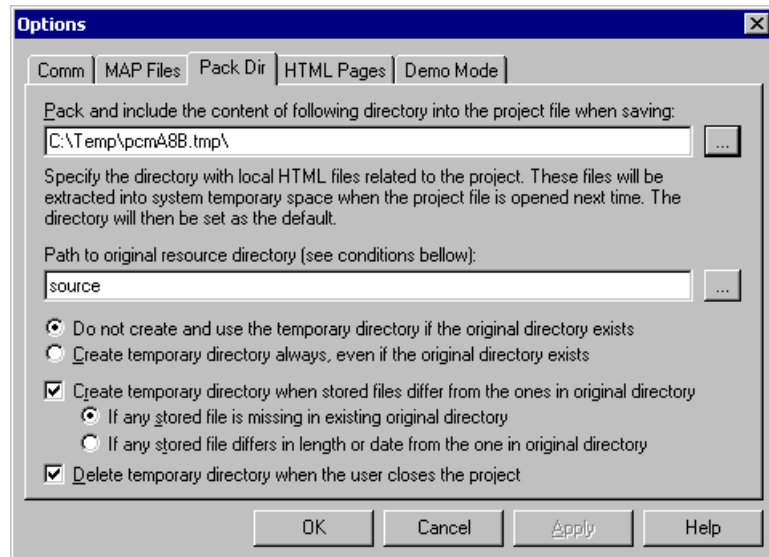 Options
Comm MAP Files Pack Dir HTML Pages Demo Mode
Pack and include the content of following directory into the project file when saving:
C:\Temp\pcmA8B.tmp\ ...
Specify the directory with local HTML files related to the project. These files will be
extracted into system temporary space when the project file is opened next time. The
directory will then be set as the default.
Path to original resource directory (see conditions bellow):
source ...
Do not create and use the temporary directory if the original directory exists
Create temporary directory always, even if the original directory exists
Create temporary directory when stored files differ from the ones in original directory
If any stored file is missing in existing original directory
If any stored file differs in length or date from the one in original directory
Delete temporary directory when the user closes the project
OK Cancel Apply Help